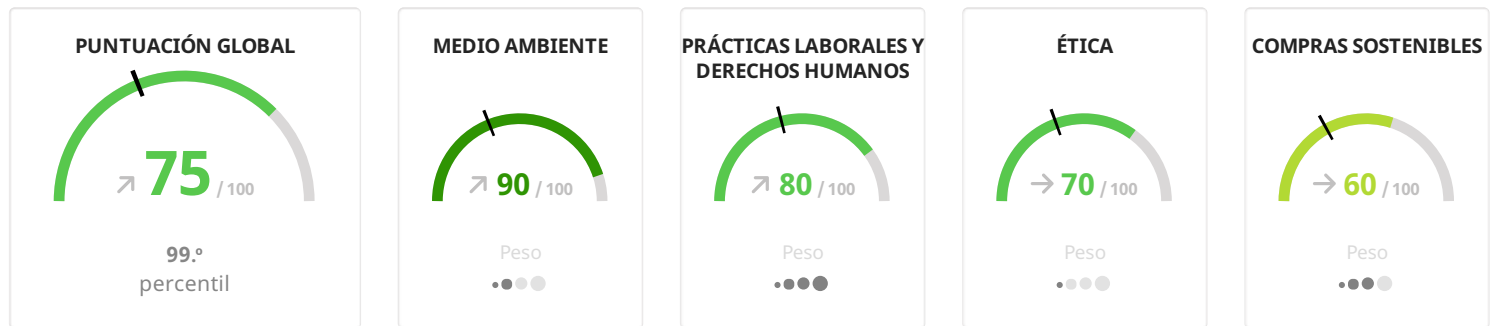 PUNTUACIÓN GLOBAL
75 / 100
99.º
percentil
MEDIO AMBIENTE
90 / 100
Peso
PRÁCTICAS LABORALES Y
DERECHOS HUMANOS
80 / 100
Peso
ÉTICA
70 / 100
Peso
COMPRAS SOSTENIBLES
60 / 100
Peso